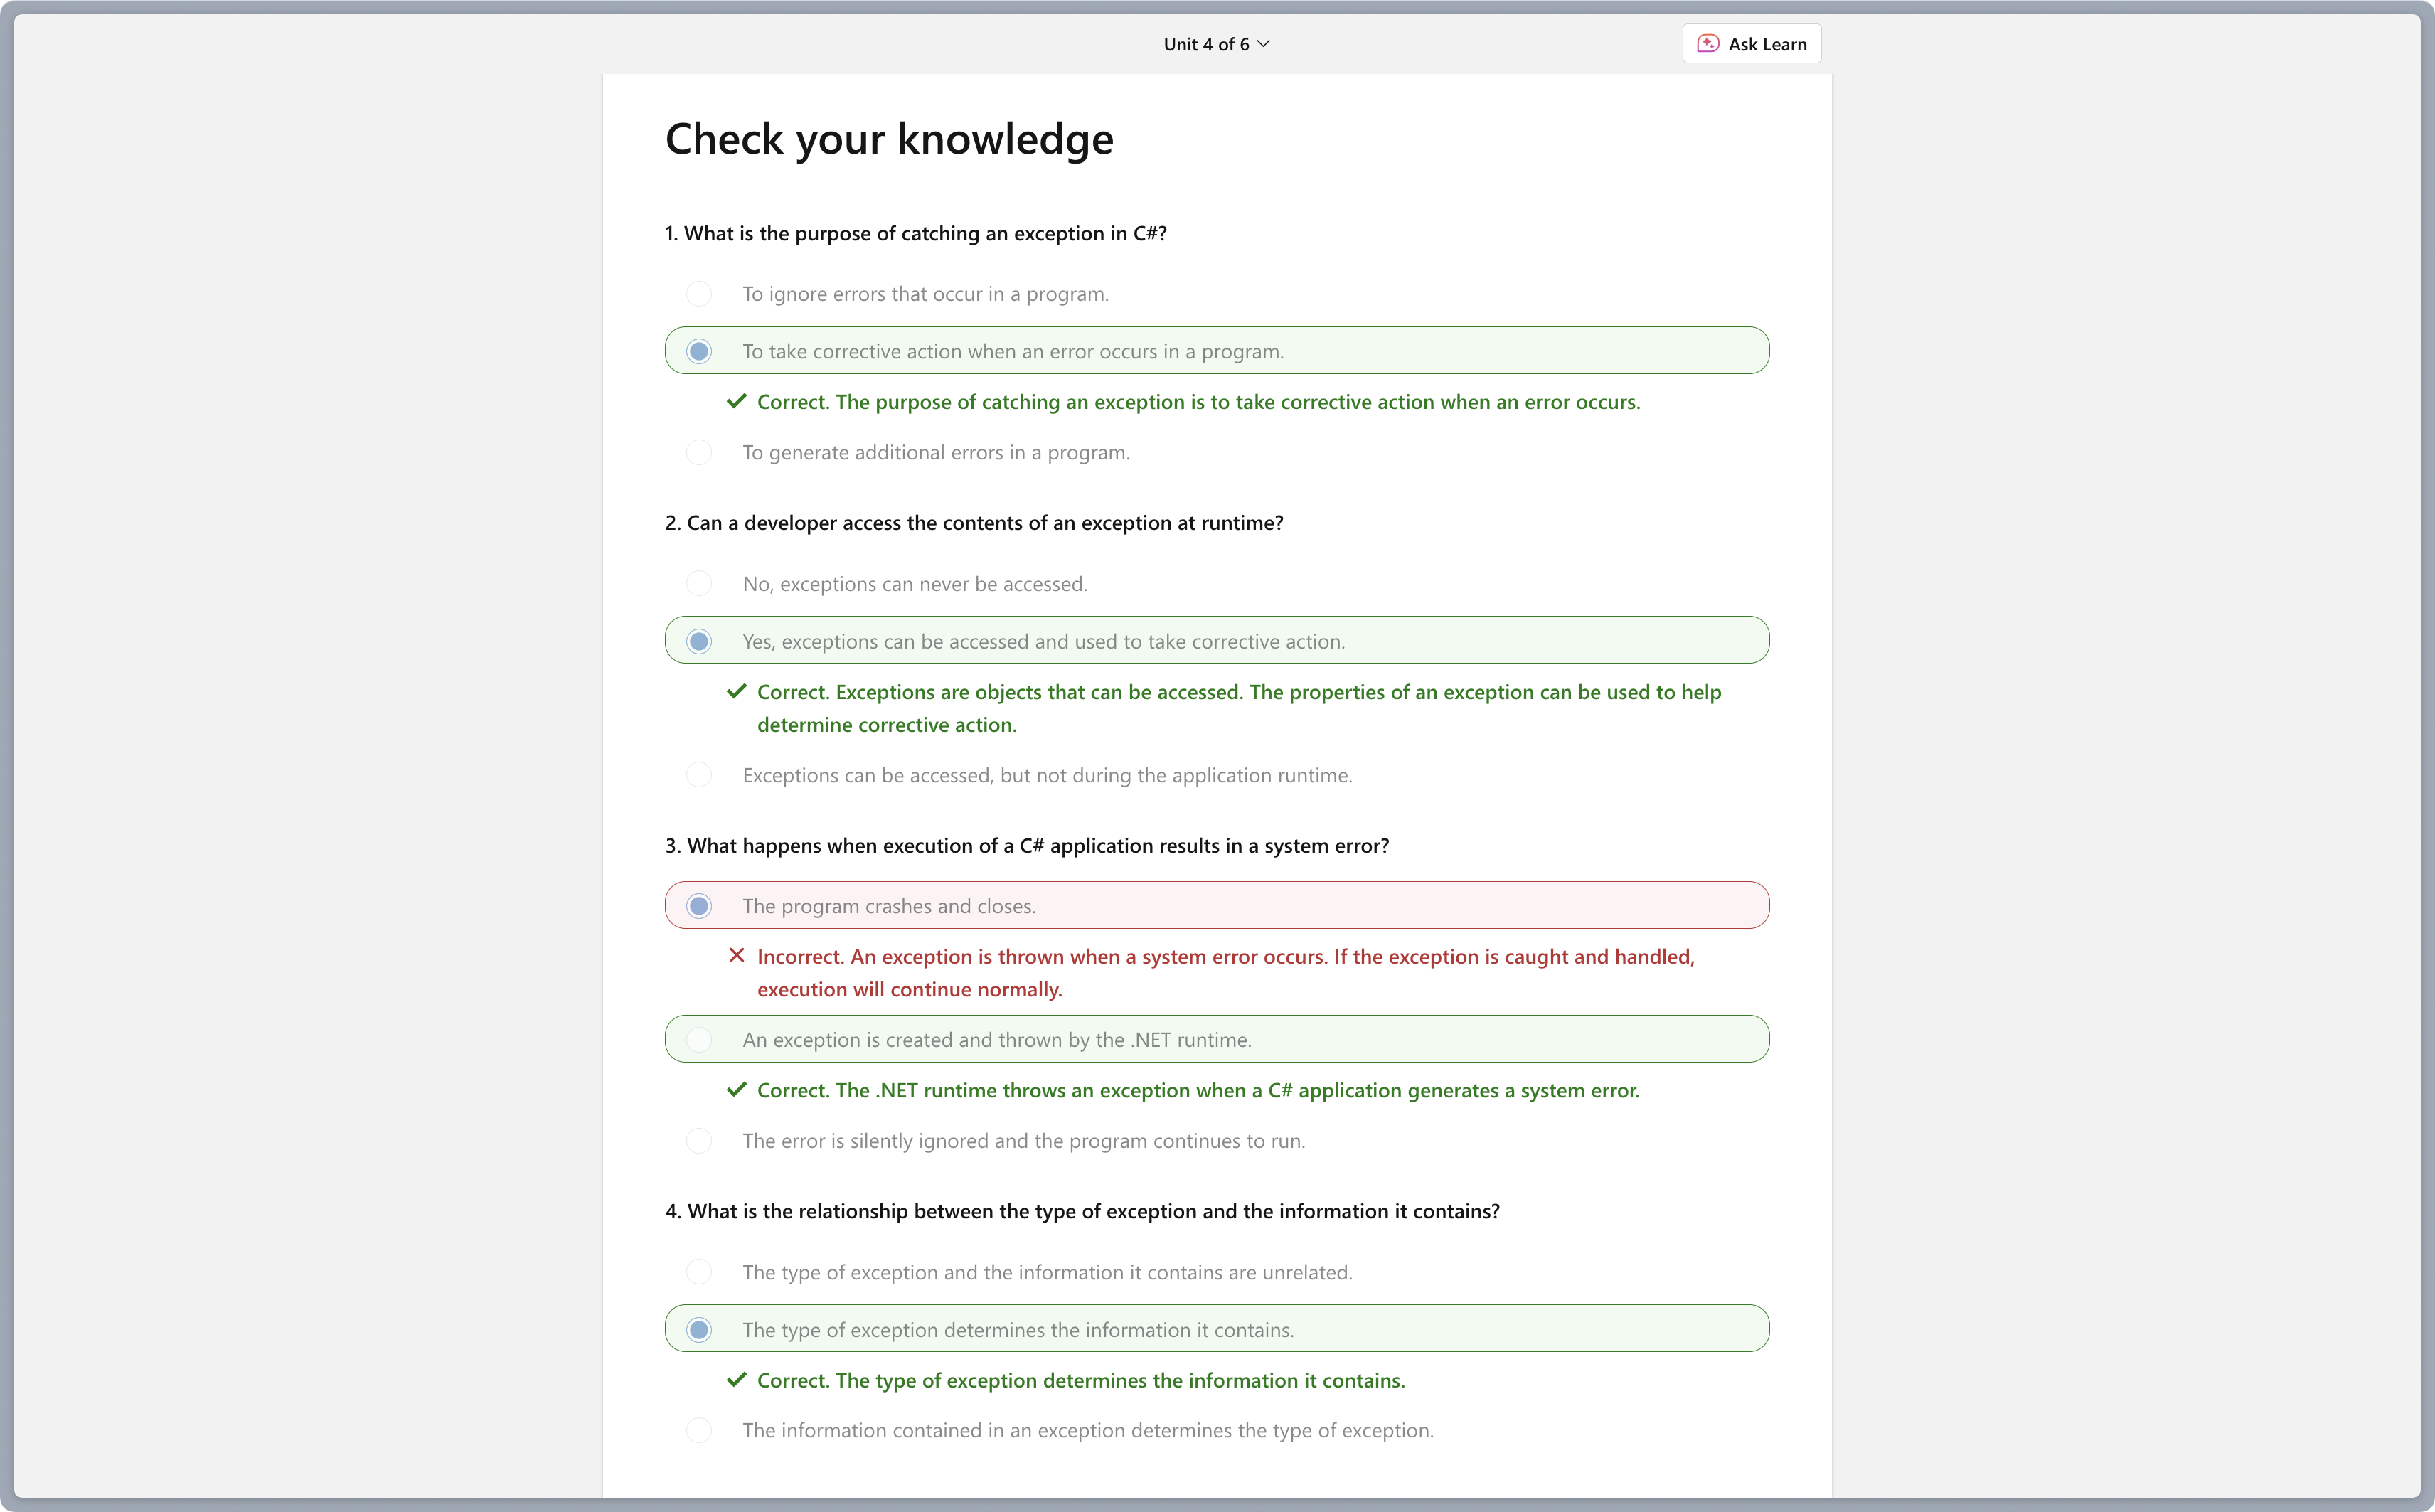 Unit 4 of 6
Ask Learn
Check your knowledge
1. What is the purpose of catching an exception in C#?
To ignore errors that occur in a program.
To take corrective action when an error occurs in a program.
Correct. The purpose of catching an exception is to take corrective action when an error occurs.
To generate additional errors in a program.
2. Can a developer access the contents of an exception at runtime?
No, exceptions can never be accessed.
Yes, exceptions can be accessed and used to take corrective action.
Correct. Exceptions are objects that can be accessed. The properties of an exception can be used to help
determine corrective action.
Exceptions can be accessed, but not during the application runtime.
3. What happens when execution of a C# application results in a system error?
The program crashes and closes.
Incorrect. An exception is thrown when a system error occurs. If the exception is caught and handled,
execution will continue normally.
An exception is created and thrown by the .NET runtime.
Correct. The .NET runtime throws an exception when a C# application generates a system error.
The error is silently ignored and the program continues to run.
4. What is the relationship between the type of exception and the information it contains?
The type of exception and the information it contains are unrelated.
The type of exception determines the information it contains.
Correct. The type of exception determines the information it contains.
The information contained in an exception determines the type of exception.